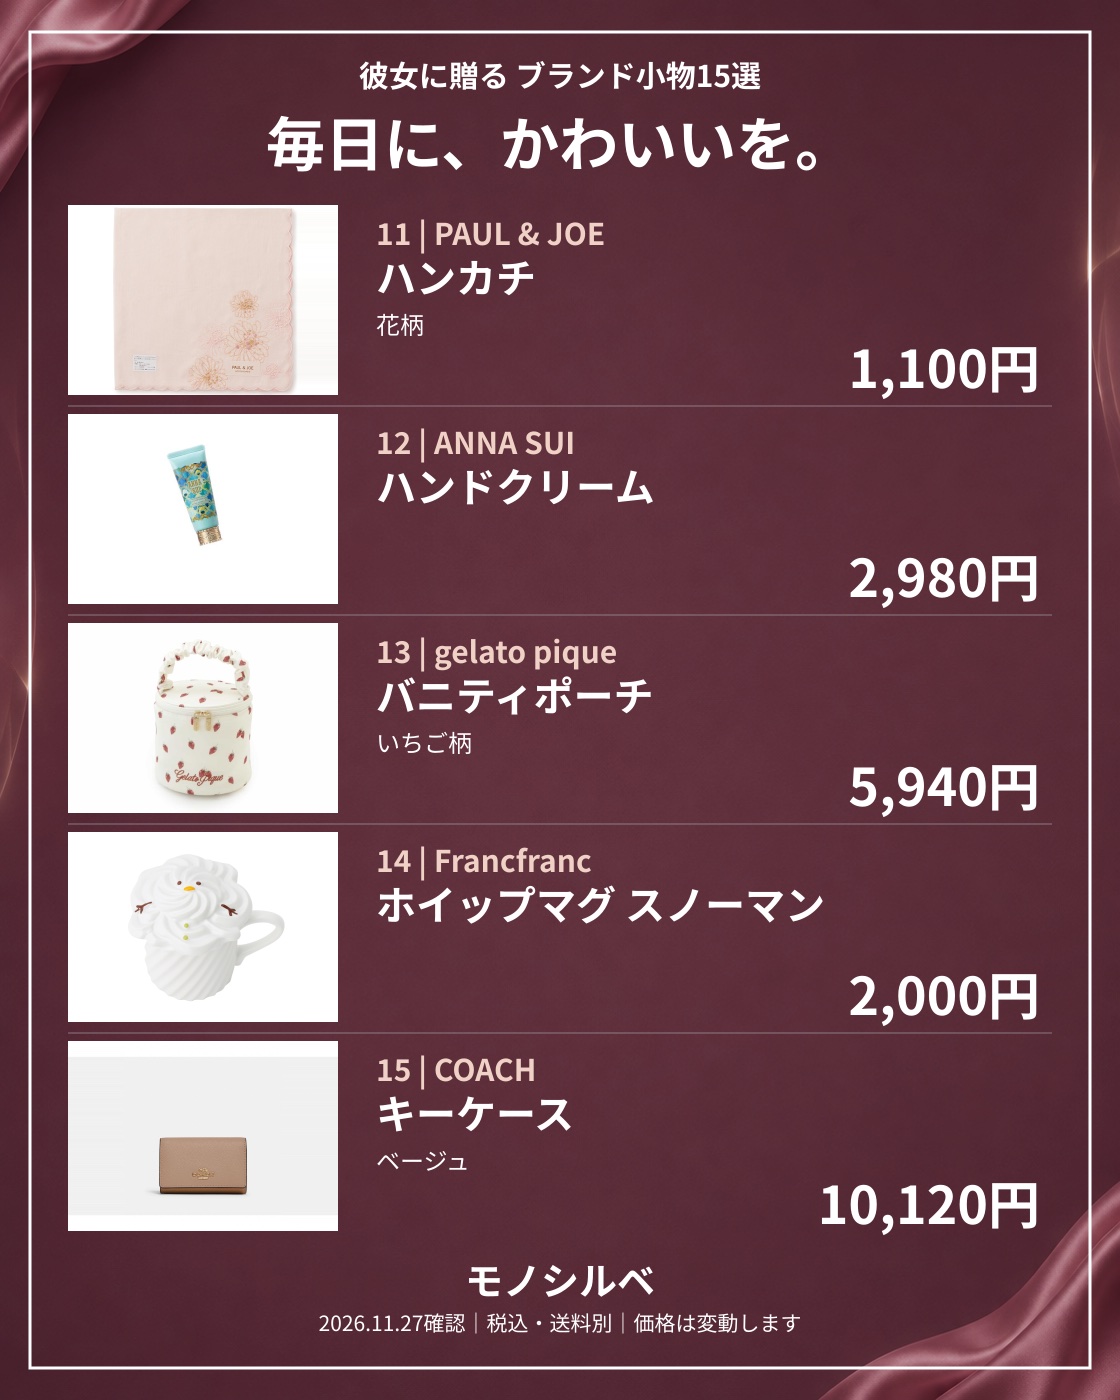 彼女に贈る ブランド小物15選
毎日に、かわいいを。
PAUL & JOE
11 | PAUL & JOE
ハンカチ
花柄
1,100円
12 | ANNA SUI
ハンドクリーム
2,980円
Gelato Pique
13 | gelato pique
バニティポーチ
いちご柄
5,940円
14 | Francfranc
ホイップマグ スノーマン
2,000円
15 | COACH
キーケース
ベージュ
10,120円
モノシルベ
2026.11.27確認｜税込・送料別｜価格は変動します